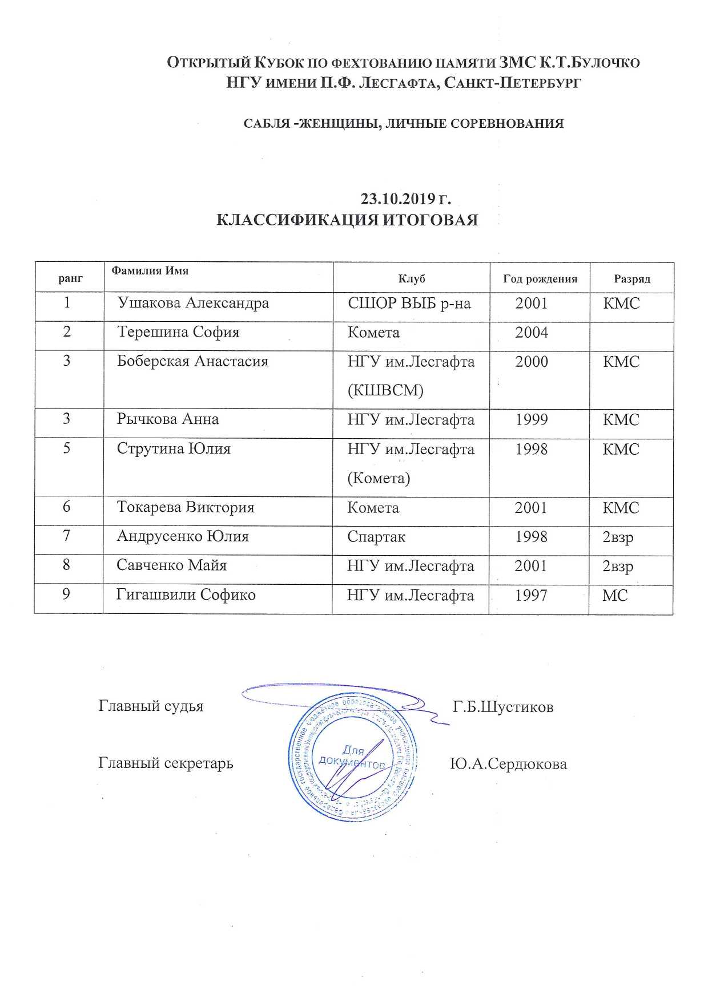 Открытый Кубок по фехтованию памяти ЗМС К.Т.Булочко
НГУ имени П.Ф. Лесгафта, Санкт-Петербург
САБЛЯ -ЖЕНЩИНЫ, ЛИЧНЫЕ СОРЕВНОВАНИЯ
23.10.2019 г.
КЛАССИФИКАЦИЯ ИТОГОВАЯ
ранг Фамилия Имя Клуб Год рождения Разряд
1 Ушакова Александра СШОР ВЫБ р-на 2001 КМС
2 Терешина София Комета 2004
3 Боберская Анастасия НГУ им.Лесгафта 2000 КМС
(КШВСМ)
3 Рычкова Анна НГУ им.Лесгафта 1999 КМС
5 Струтина Юлия НГУ им.Лесгафта 1998 КМС
(Комета)
6 Токарева Виктория Комета 2001 КМС
7 Андрусенко Юлия Спартак 1998 2взр
8 Савченко Майя НГУ им.Лесгафта 2001 2взр
9 Гигашвили Софико НГУ им.Лесгафта 1997 МС
Главный судья Г.Б.Шустиков
государственное бюджетное образовательное учреждение высшего
Для
документов
Главный секретарь Ю.А.Сердюкова